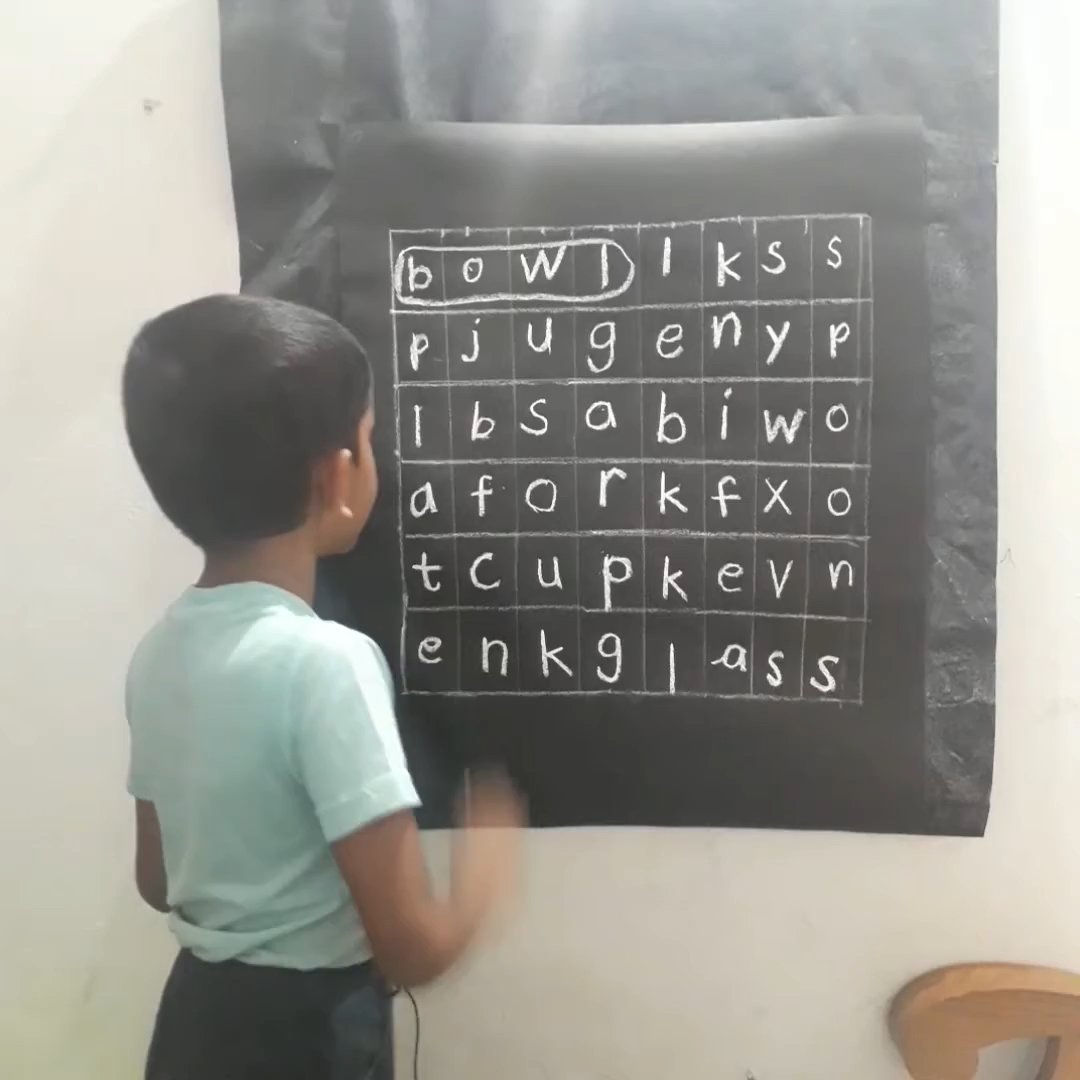 b o w l l k s s
p j u g e n y p
l b s a b i w o
a f o r k f x o
t c u p k e v n
e n k g l a s s